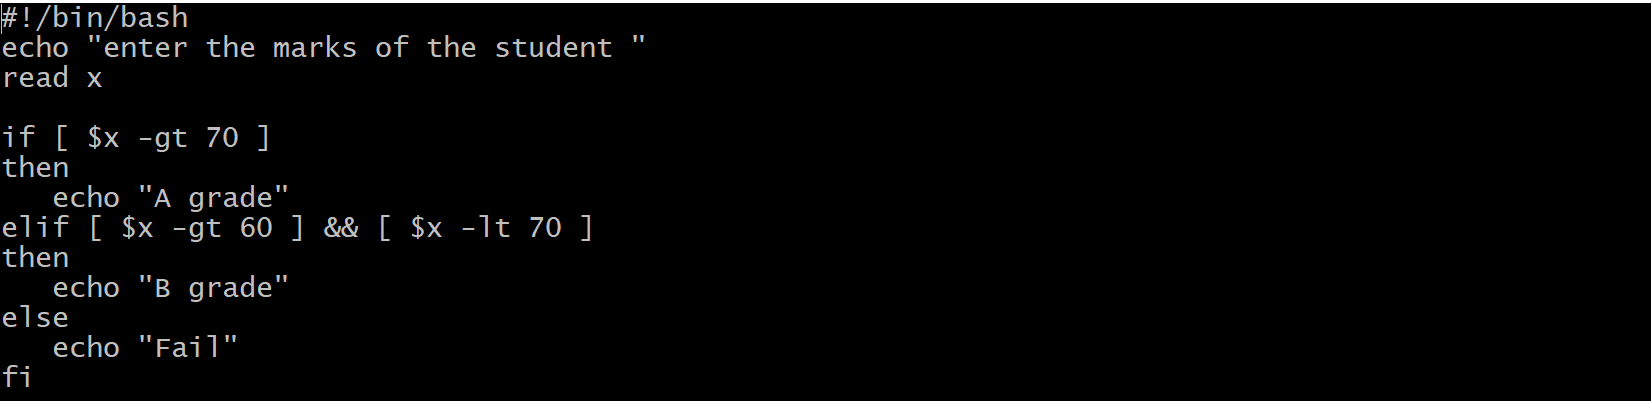 #!/bin/bash
echo "enter the marks of the student "
read x

if [ $x -gt 70 ]
then
   echo "A grade"
elif [ $x -gt 60 ] && [ $x -lt 70 ]
then
   echo "B grade"
else
   echo "Fail"
fi